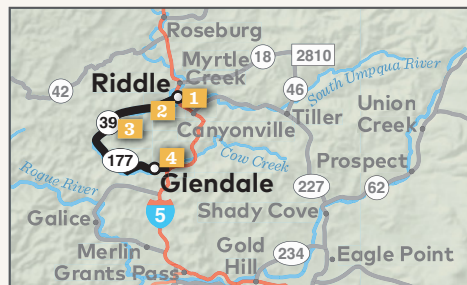 Roseburg
Myrtle
Creek
18
2810
Riddle
42
1
46
South Umpqua River
2
Union
Creek
39
3
Canyonville
Tiller
177
4
Cow Creek
Prospect
Rogue River
Glendale
227
62
5
Shady Cove
Galice
Merlin
Gold
Hill
234
Eagle Point
Grants Pass